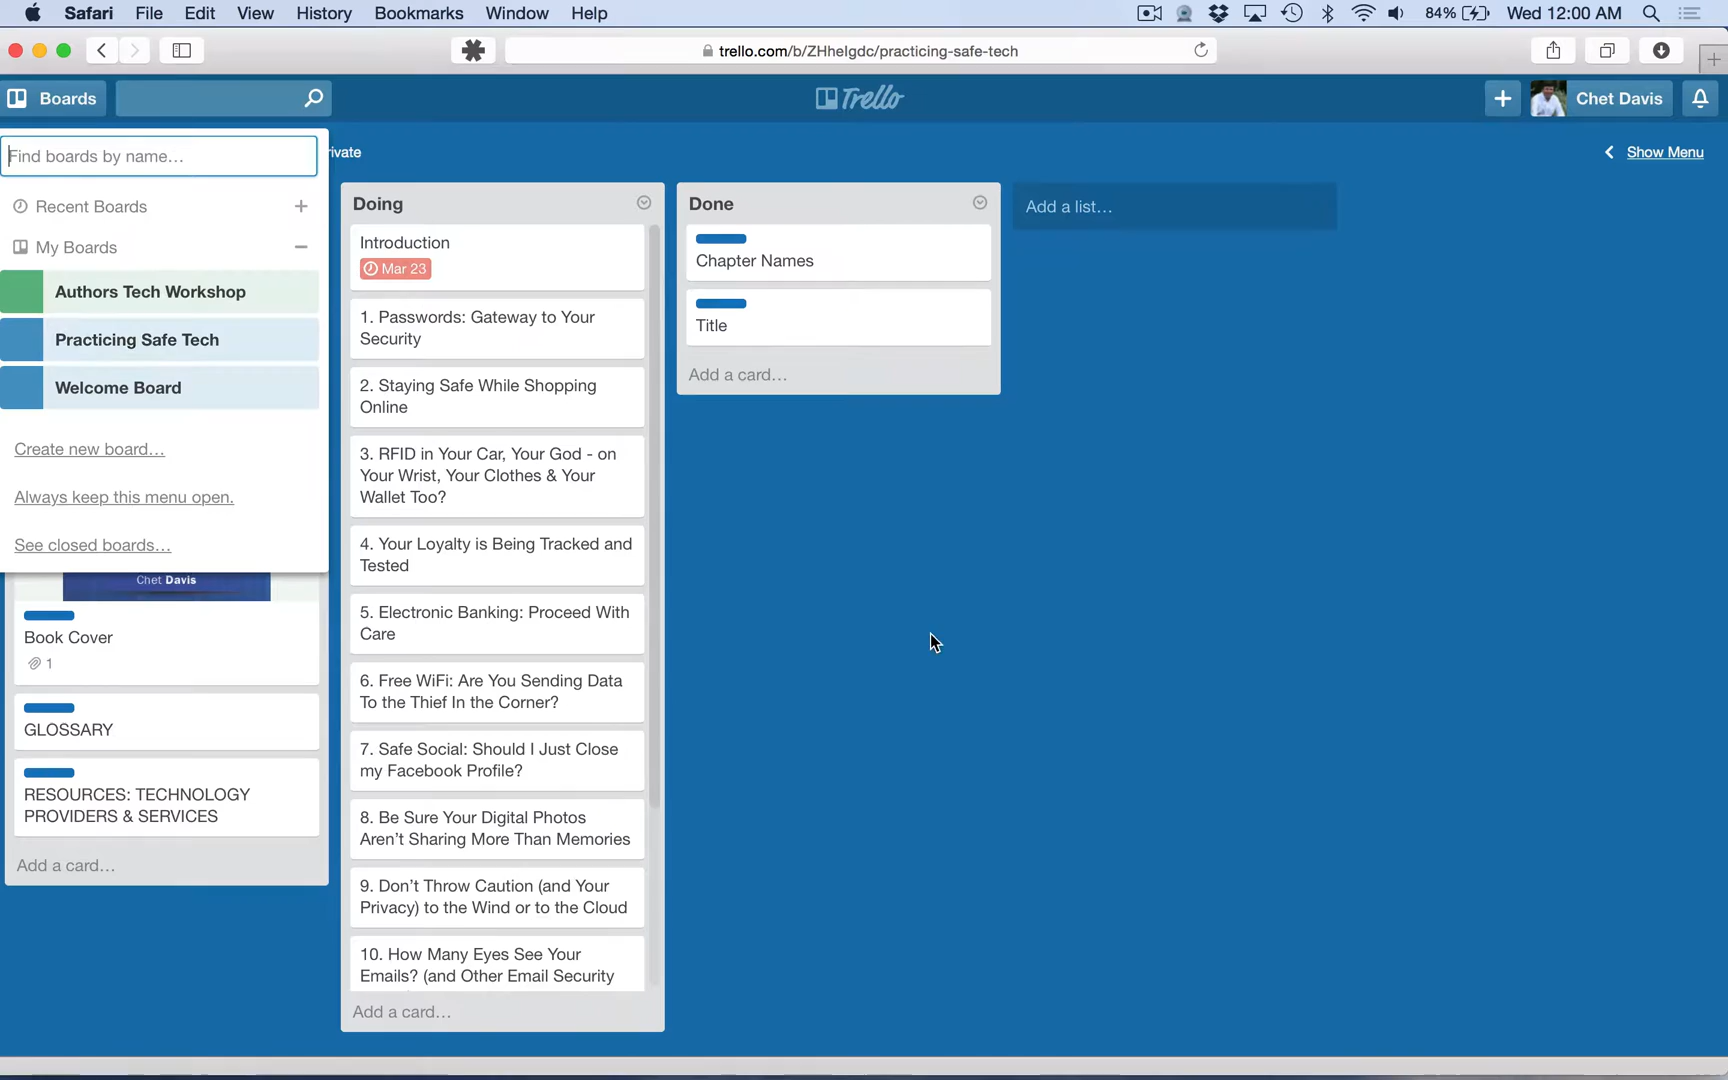 Safari File Edit View History Bookmarks Window Help 84% Wed 12:00 AM
trello.com/b/ZHheIgdc/practicing-safe-tech
Boards Trello Chet Davis
Find boards by name…
rivate
Show Menu
Recent Boards
My Boards
Authors Tech Workshop
Practicing Safe Tech
Welcome Board
Create new board…
Always keep this menu open.
See closed boards…
Chet Davis
Book Cover
1
GLOSSARY
RESOURCES: TECHNOLOGY
PROVIDERS & SERVICES
Add a card…
Doing
Introduction
Mar 23
1. Passwords: Gateway to Your
Security
2. Staying Safe While Shopping
Online
3. RFID in Your Car, Your God - on
Your Wrist, Your Clothes & Your
Wallet Too?
4. Your Loyalty is Being Tracked and
Tested
5. Electronic Banking: Proceed With
Care
6. Free WiFi: Are You Sending Data
To the Thief In the Corner?
7. Safe Social: Should I Just Close
my Facebook Profile?
8. Be Sure Your Digital Photos
Aren’t Sharing More Than Memories
9. Don’t Throw Caution (and Your
Privacy) to the Wind or to the Cloud
10. How Many Eyes See Your
Emails? (and Other Email Security
Add a card…
Done
Chapter Names
Title
Add a card…
Add a list…